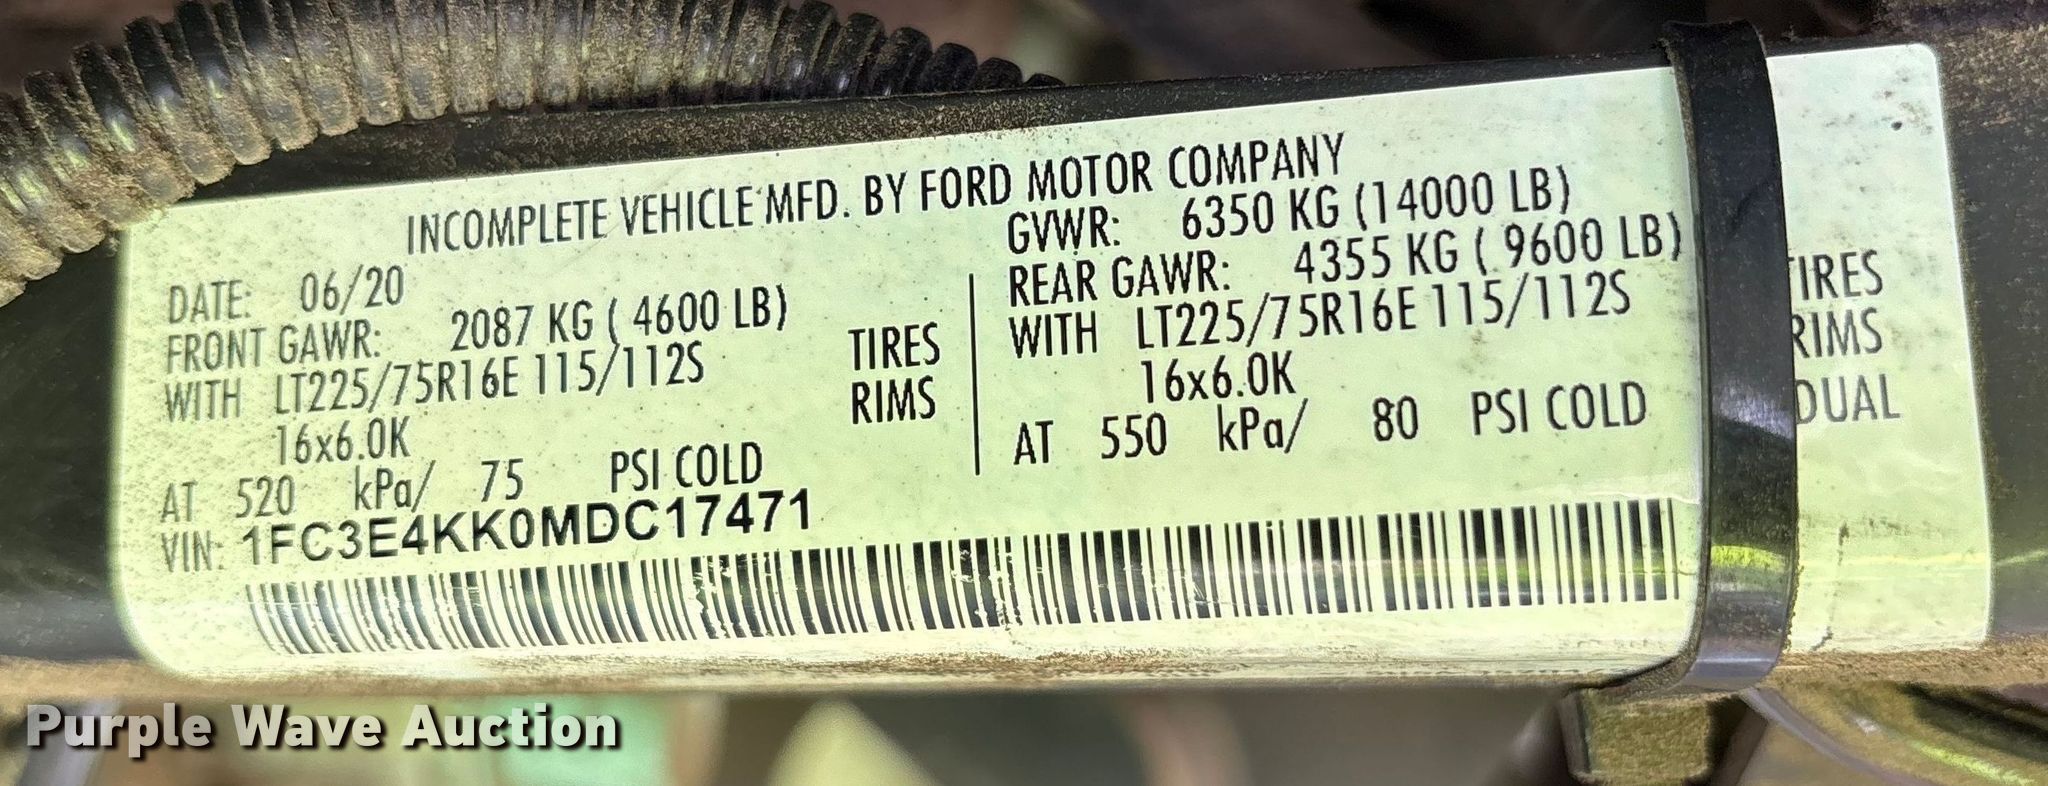 INCOMPLETE VEHICLE MFD. BY FORD MOTOR COMPANY
DATE: 06/20
FRONT GAWR: 2087 KG ( 4600 LB)
WITH LT225/75R16E 115/112S TIRES
16x6.0K RIMS
AT 520 kPa/ 75 PSI COLD
VIN: 1FC3E4KK0MDC17471
GVWR: 6350 KG (14000 LB)
REAR GAWR: 4355 KG ( 9600 LB)
WITH LT225/75R16E 115/112S TIRES
16x6.0K RIMS
AT 550 kPa/ 80 PSI COLD DUAL
Purple Wave Auction